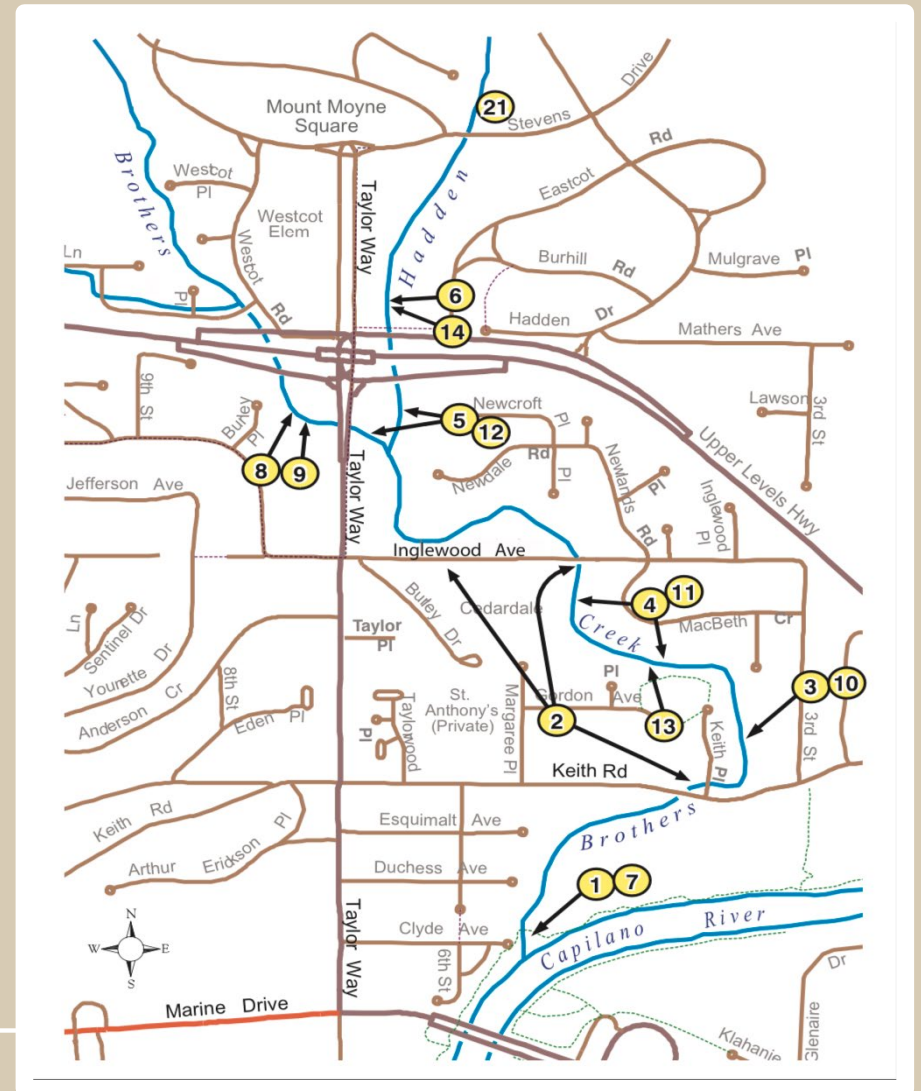 21
Mount Moyne
Square
Stevens
Drive
Rd
Brothers
Westcot
Pl
Taylor Way
Hadden
Eastcot
Westcot
Elem
Westcot
Rd
Ln
Pl
Burhill
Rd
Mulgrave Pl
6
14
Hadden
Dr
Mathers Ave
9th St
Burley
Pl
5
12
Newcroft
Pl
Lawson
3rd St
8
9
Taylor Way
Rd
Newdale
Pl
Newlands
Pl
Rd
Inglewood
Pl
Upper Levels Hwy
Jefferson Ave
Inglewood Ave
Ln
Sentinel Dr
Younette Dr
Anderson Cr
Burley Dr
Cedardale
4
11
Creek
MacBeth
Cr
Taylor
Pl
8th St
Eden Pl
Taylowood
Pl
St.
Anthony's
(Private)
Margaree Pl
Gordon Ave
Pl
2
13
Keith Pl
3
10
3rd St
Keith Rd
Keith Rd
Arthur Erickson Pl
Esquimalt Ave
Brothers
Duchess Ave
1
7
Taylor Way
Clyde Ave
6th St
Capilano River
N
W
E
S
Marine Drive
Dr
Glenaire
Klahanie